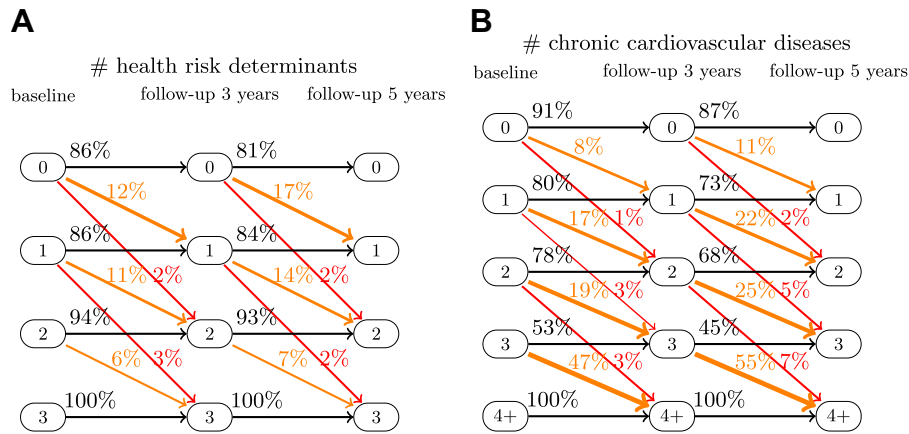 A
# health risk determinants
baseline follow-up 3 years follow-up 5 years
86% 81%
0 0 0
12% 17%
86% 84%
1 1 1
11% 2% 14% 2%
94% 93%
2 2 2
6% 3% 7% 2%
100% 100%
3 3 3
B
# chronic cardiovascular diseases
baseline follow-up 3 years follow-up 5 years
91% 87%
0 0 0
8% 11%
80% 73%
1 1 1
17% 1% 22% 2%
78% 68%
2 2 2
19% 3% 25% 5%
53% 45%
3 3 3
47% 3% 55% 7%
100% 100%
4+ 4+ 4+